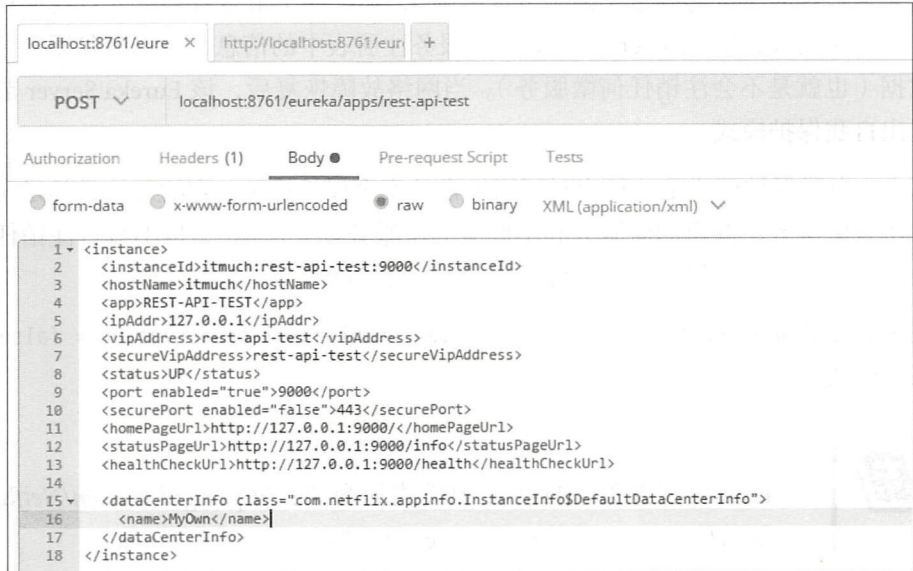 localhost:8761/eure × http://localhost:8761/eur +
POST localhost:8761/eureka/apps/rest-api-test
Authorization Headers (1) Body Pre-request Script Tests
form-data x-www-form-urlencoded raw binary XML (application/xml)
1 <instance>
2 <instanceId>itmuch:rest-api-test:9000</instanceId>
3 <hostName>itmuch</hostName>
4 <app>REST-API-TEST</app>
5 <ipAddr>127.0.0.1</ipAddr>
6 <vipAddress>rest-api-test</vipAddress>
7 <secureVipAddress>rest-api-test</secureVipAddress>
8 <status>UP</status>
9 <port enabled="true">9000</port>
10 <securePort enabled="false">443</securePort>
11 <homePageUrl>http://127.0.0.1:9000/</homePageUrl>
12 <statusPageUrl>http://127.0.0.1:9000/info</statusPageUrl>
13 <healthCheckUrl>http://127.0.0.1:9000/health</healthCheckUrl>
14
15 <dataCenterInfo class="com.netflix.appinfo.InstanceInfo$DefaultDataCenterInfo">
16 <name>MyOwn</name>
17 </dataCenterInfo>
18 </instance>